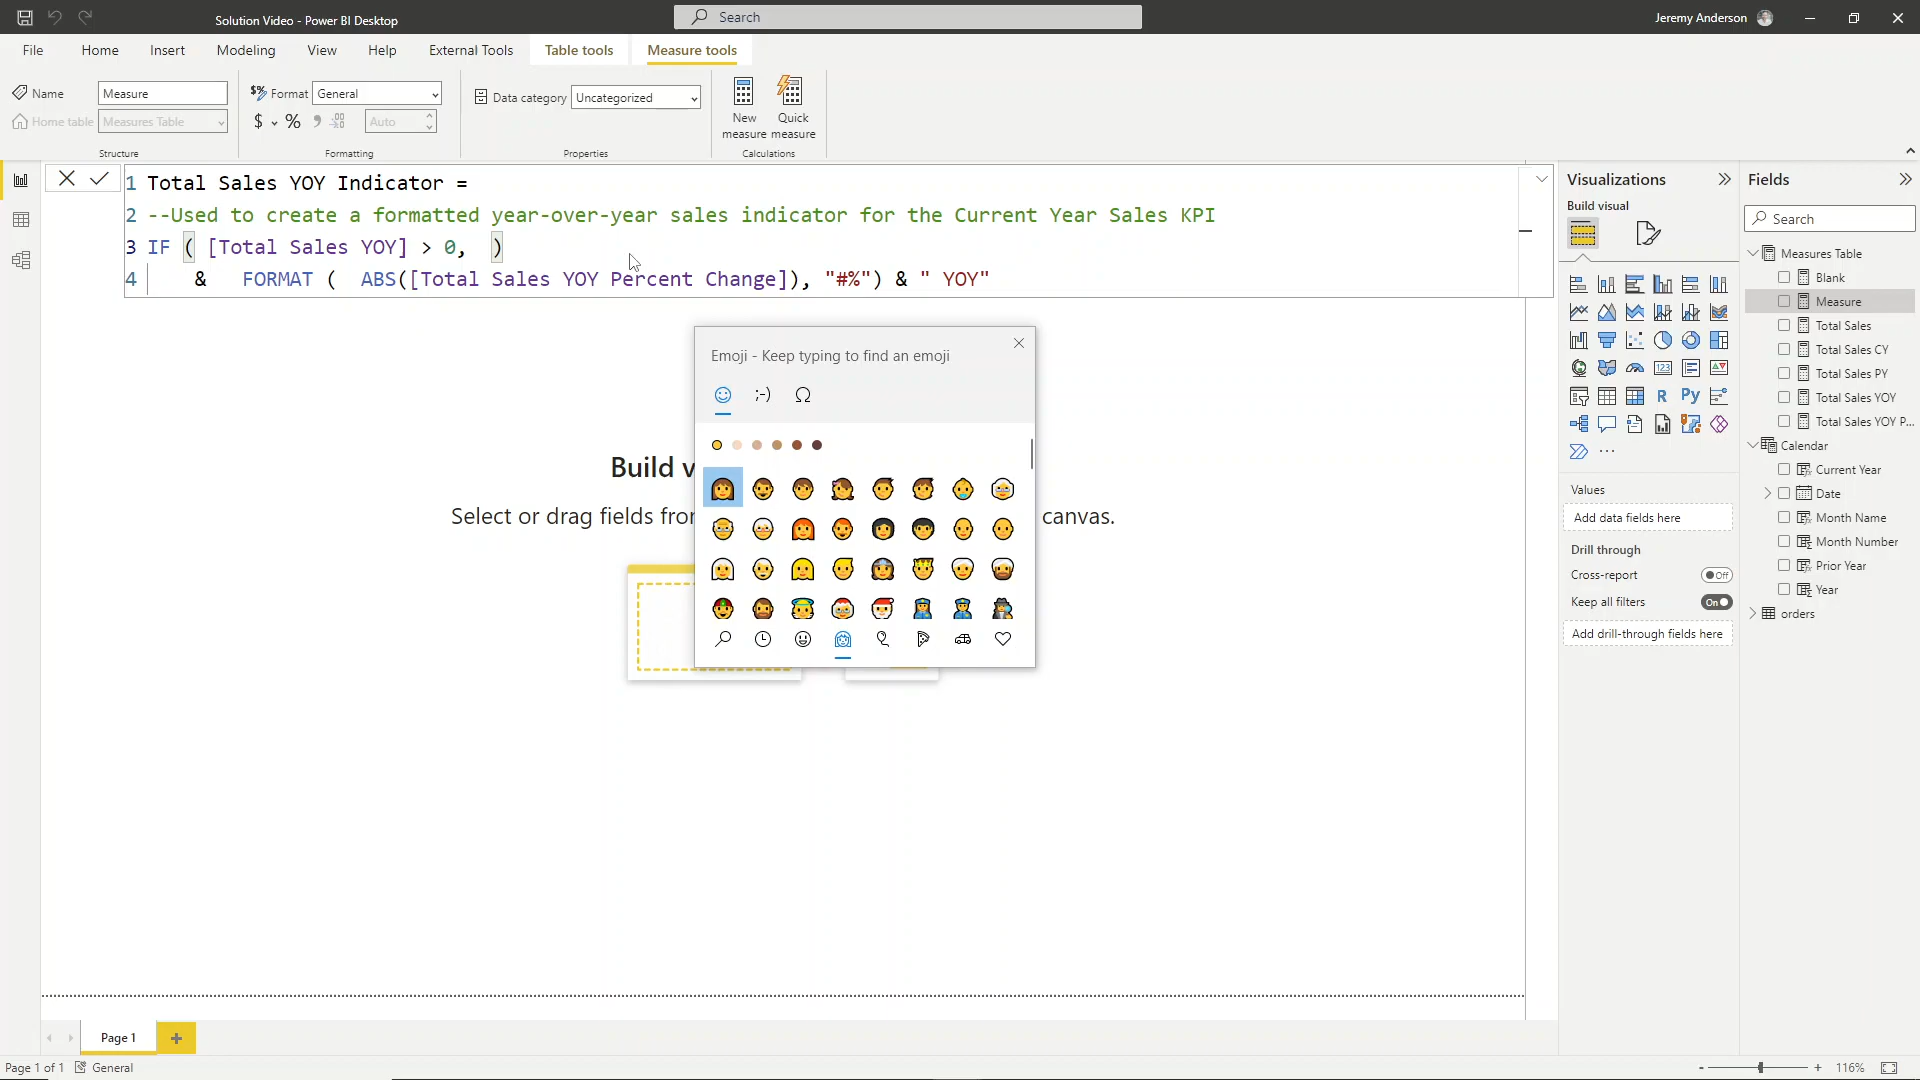 Solution Video - Power BI Desktop
Search
Jeremy Anderson
File
Home
Insert
Modeling
View
Help
External Tools
Table tools
Measure tools
Name
Measure
Home table
Measures Table
Structure
Format
General
$
%
Auto
Formatting
Data category
Uncategorized
Properties
New measure
Quick measure
Calculations
1 Total Sales YOY Indicator =
2 --Used to create a formatted year-over-year sales indicator for the Current Year Sales KPI
3 IF ( [Total Sales YOY] > 0,  )
4 & FORMAT ( ABS([Total Sales YOY Percent Change]), "#%") & " YOY"
Emoji - Keep typing to find an emoji
;-)
Ω
Build v
Select or drag fields fror
canvas.
Visualizations
Build visual
123
R
Py
...
Values
Add data fields here
Drill through
Cross-report
Off
Keep all filters
On
Add drill-through fields here
Fields
Search
Measures Table
Blank
Measure
Total Sales
Total Sales CY
Total Sales PY
Total Sales YOY
Total Sales YOY P...
Calendar
Current Year
Date
Month Name
Month Number
Prior Year
Year
orders
Page 1
+
Page 1 of 1
General
- + 116%